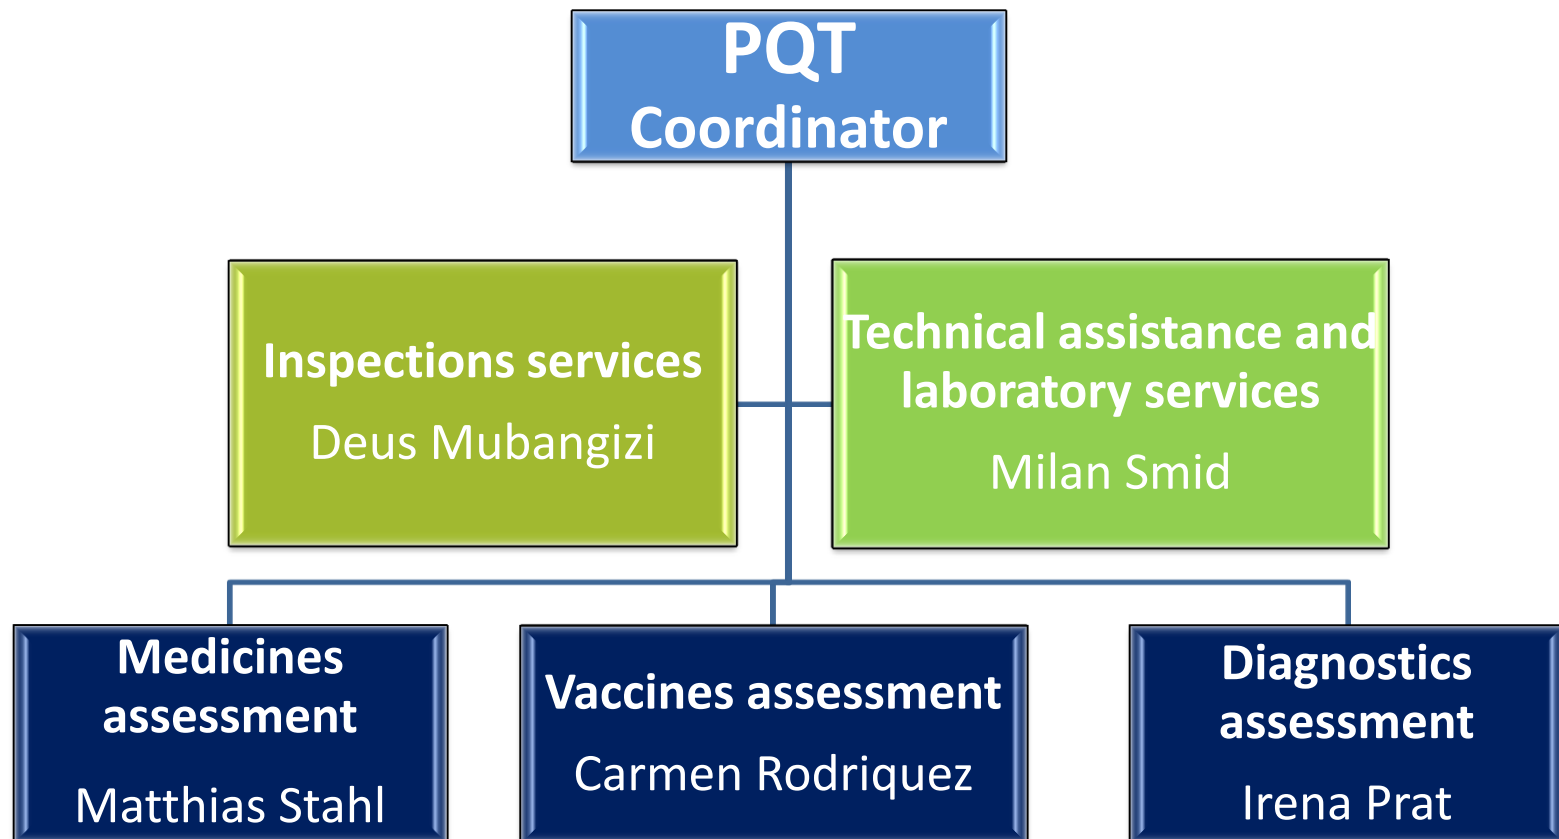 PQT
Coordinator
Inspections services
Deus Mubangizi
Technical assistance and
laboratory services
Milan Smid
Medicines
assessment
Matthias Stahl
Vaccines assessment
Carmen Rodriquez
Diagnostics
assessment
Irena Prat